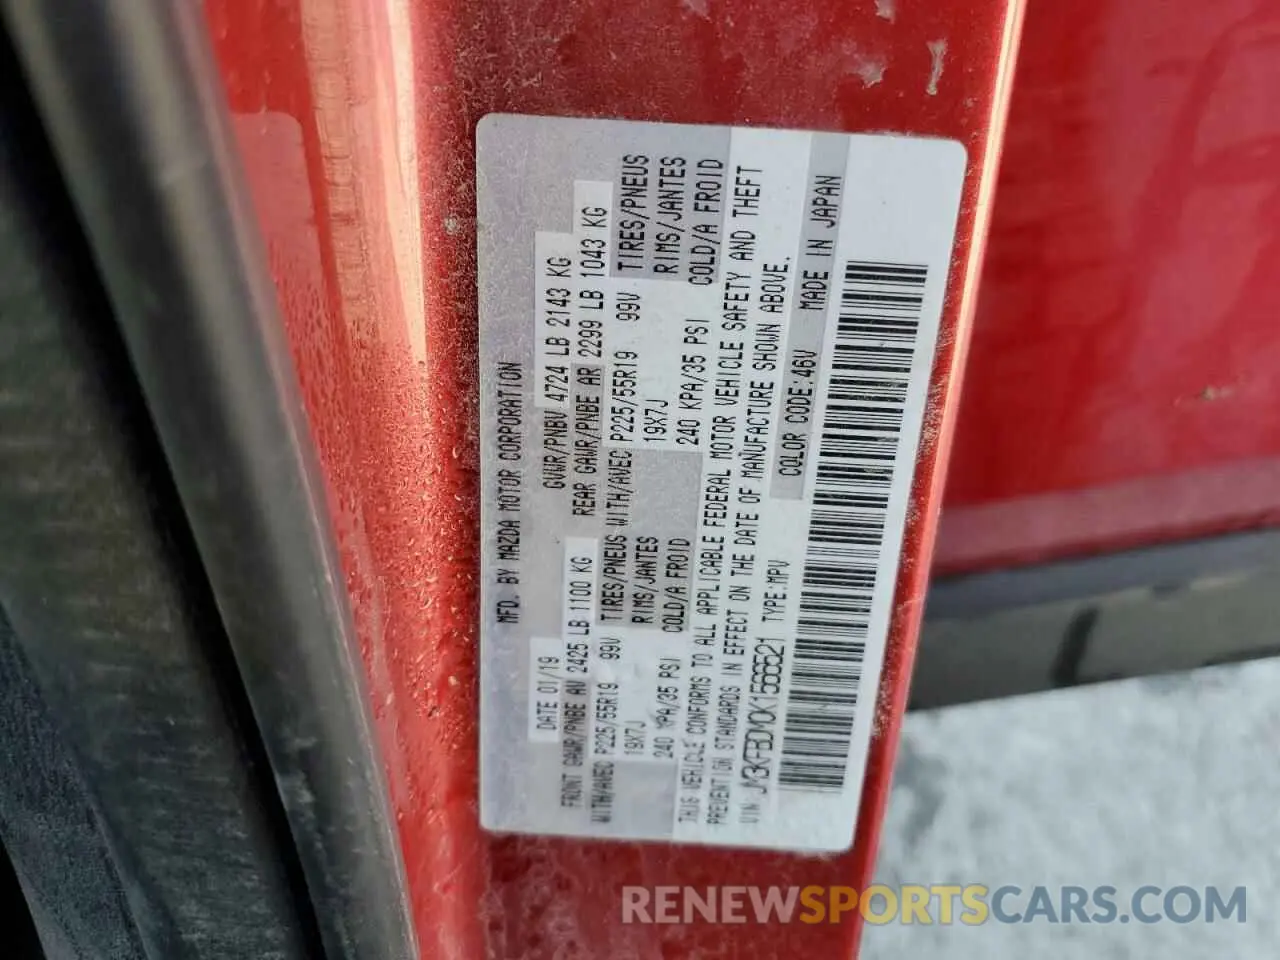 MFD. BY MAZDA MOTOR CORPORATION
DATE 01/19 GVWR/PNBV 4724 LB 2143 KG
FRONT GAWR/PNBE AV 2425 LB 1100 KG REAR GAWR/PNBE AR 2299 LB 1043 KG
WITH/AVEC P225/55R19 99V TIRES/PNEUS WITH/AVEC P225/55R19 99V TIRES/PNEUS
19X7J RIMS/JANTES 19X7J RIMS/JANTES
240 KPA/35 PSI COLD/A FROID 240 KPA/35 PSI COLD/A FROID
THIS VEHICLE CONFORMS TO ALL APPLICABLE FEDERAL MOTOR VEHICLE SAFETY AND THEFT
PREVENTION STANDARDS IN EFFECT ON THE DATE OF MANUFACTURE SHOWN ABOVE.
VIN JM3KFBDM0K1566521 TYPE:MPV COLOR CODE:46V MADE IN JAPAN
RENEWSPORTSCARS.COM